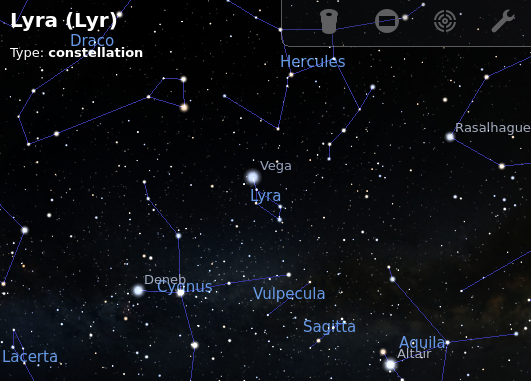 Lyra (Lyr)
Draco
Type: constellation
Hercules
Rasalhague
Vega
Lyra
Deneb
Cygnus
Vulpecula
Sagitta
Aquila
Altair
Lacerta